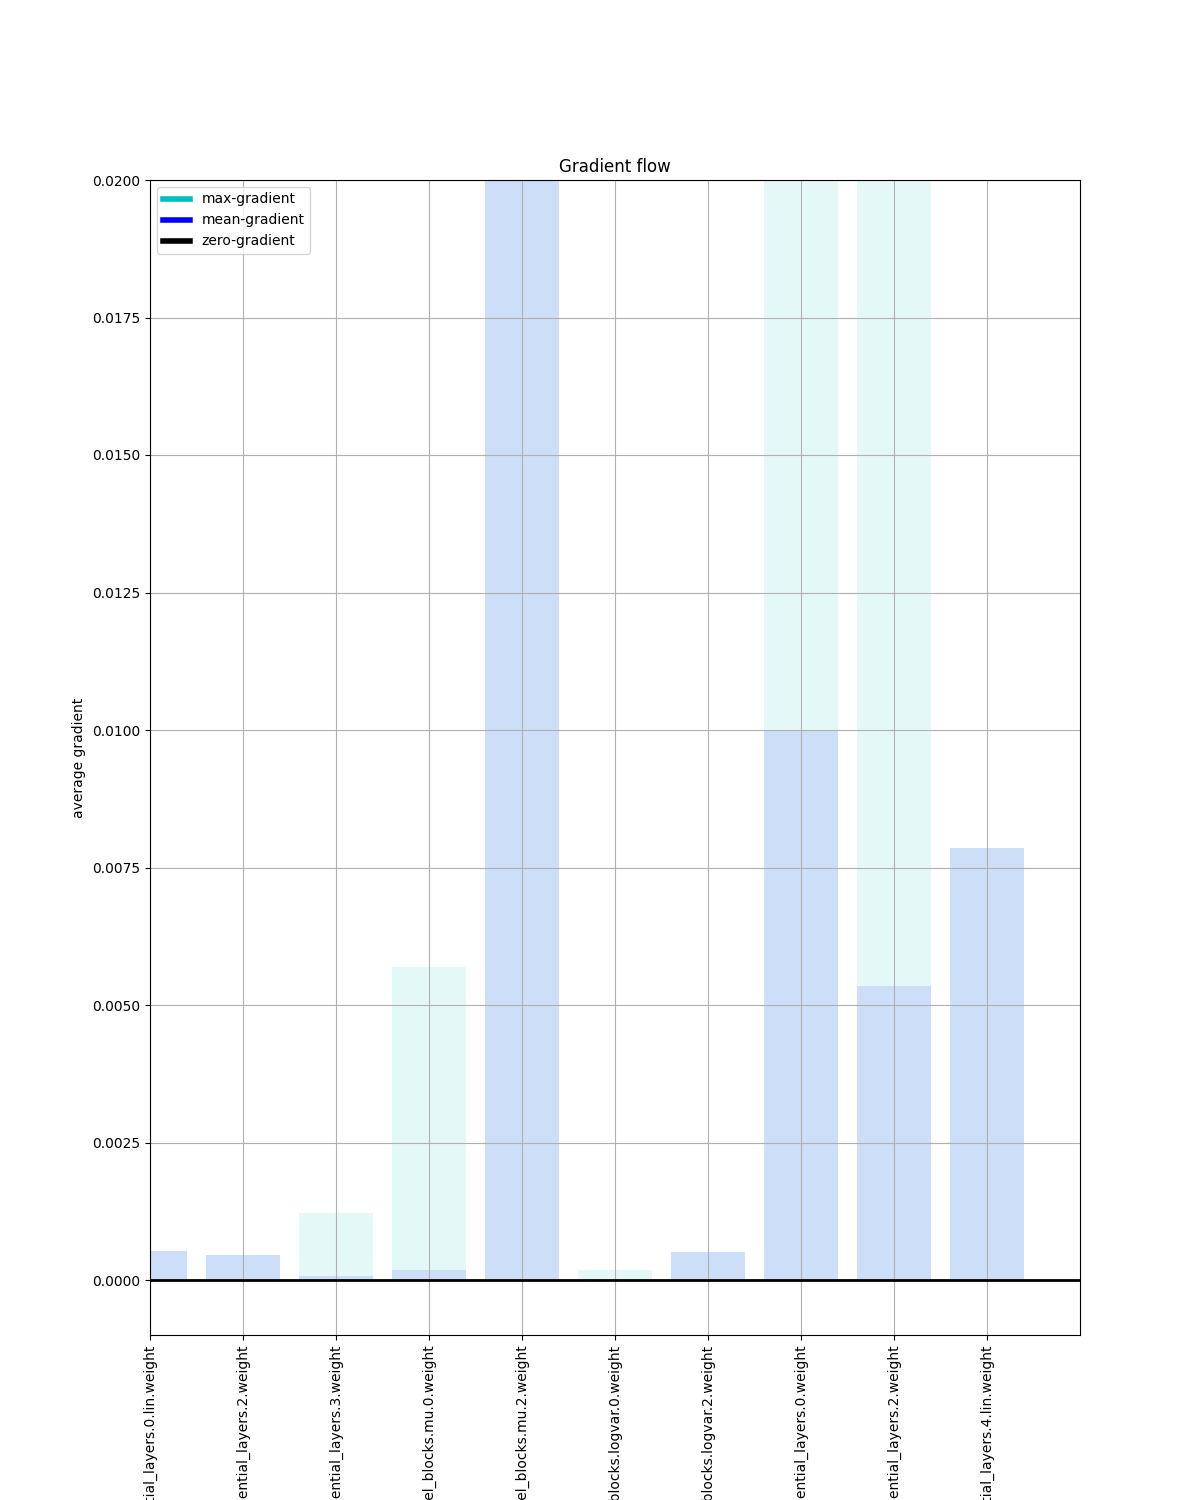 Gradient flow
max-gradient
mean-gradient
zero-gradient
0.0200
0.0175
0.0150
0.0125
0.0100
0.0075
0.0050
0.0025
0.0000
average gradient
tial_layers.0.lin.weight
ential_layers.2.weight
ential_layers.3.weight
el_blocks.mu.0.weight
el_blocks.mu.2.weight
blocks.logvar.0.weight
blocks.logvar.2.weight
ential_layers.0.weight
ential_layers.2.weight
tial_layers.4.lin.weight